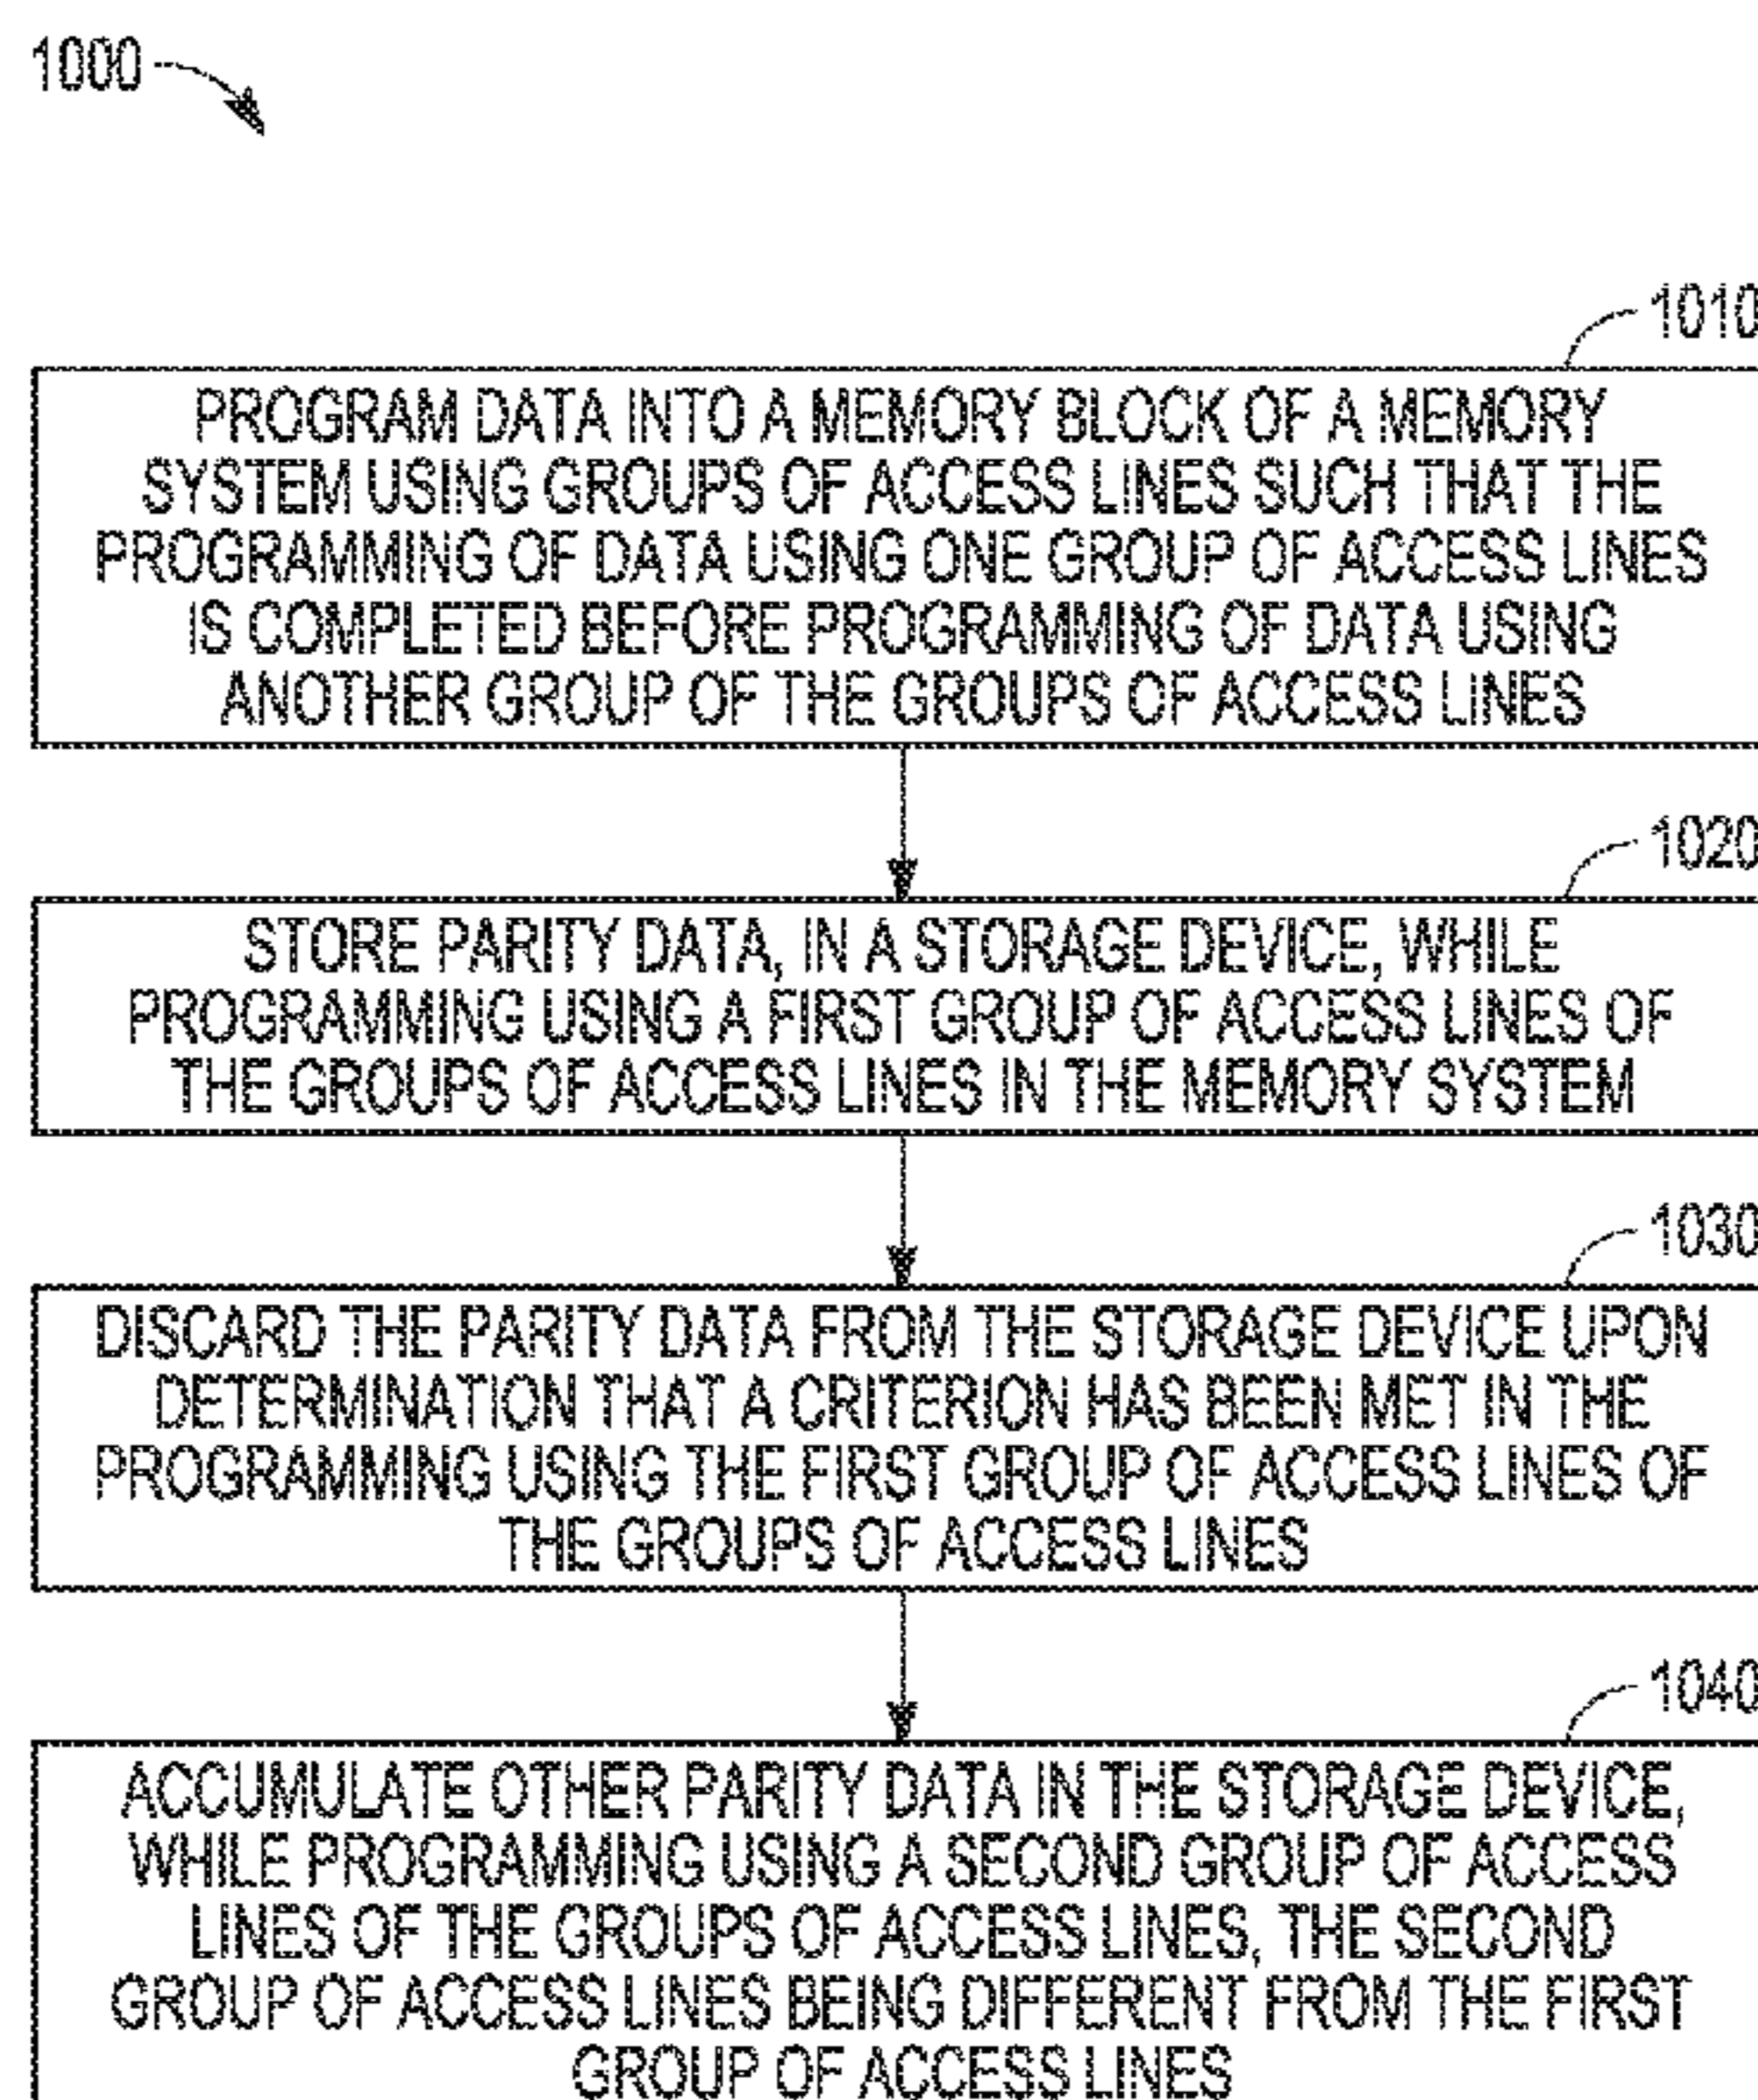 1000
1010
PROGRAM DATA INTO A MEMORY BLOCK OF A MEMORY
SYSTEM USING GROUPS OF ACCESS LINES SUCH THAT THE
PROGRAMMING OF DATA USING ONE GROUP OF ACCESS LINES
IS COMPLETED BEFORE PROGRAMMING OF DATA USING
ANOTHER GROUP OF THE GROUPS OF ACCESS LINES
1020
STORE PARITY DATA, IN A STORAGE DEVICE, WHILE
PROGRAMMING USING A FIRST GROUP OF ACCESS LINES OF
THE GROUPS OF ACCESS LINES IN THE MEMORY SYSTEM
1030
DISCARD THE PARITY DATA FROM THE STORAGE DEVICE UPON
DETERMINATION THAT A CRITERION HAS BEEN MET IN THE
PROGRAMMING USING THE FIRST GROUP OF ACCESS LINES OF
THE GROUPS OF ACCESS LINES
1040
ACCUMULATE OTHER PARITY DATA IN THE STORAGE DEVICE,
WHILE PROGRAMMING USING A SECOND GROUP OF ACCESS
LINES OF THE GROUPS OF ACCESS LINES, THE SECOND
GROUP OF ACCESS LINES BEING DIFFERENT FROM THE FIRST
GROUP OF ACCESS LINES